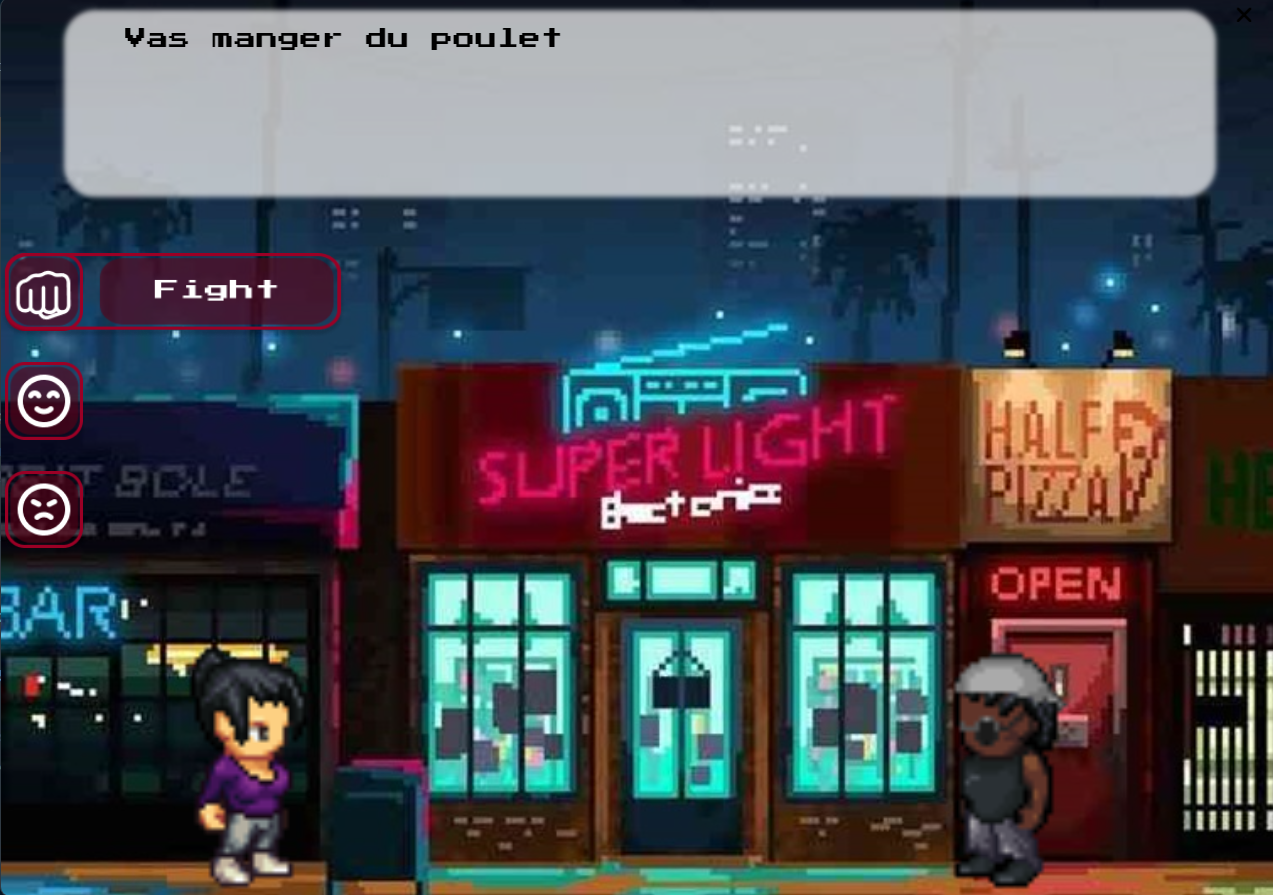 Vas manger du poulet
Fight
SUPER LIGHT
HALF
PIZZA
BAR
OPEN